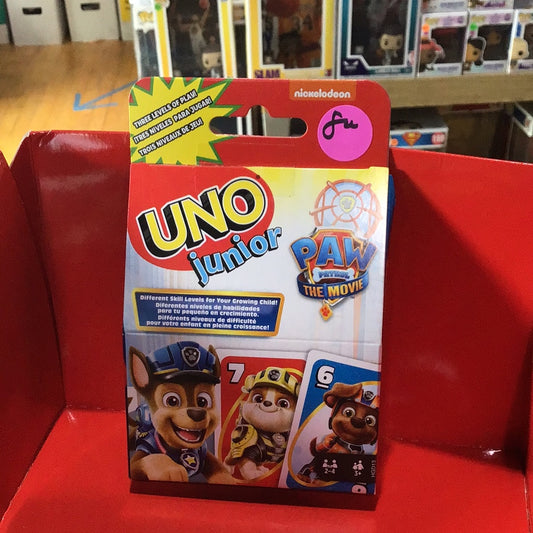 nickelodeon
THREE LEVELS OF PLAY!
¡TRES NIVELES PARA JUGAR!
TROIS NIVEAUX DE JEU!
UNO
junior
PAW
PATROL
THE MOVIE
Different Skill Levels for Your Growing Child!
Diferentes niveles de habilidades
para tu pequeño en crecimiento.
Différents niveaux de difficulté
pour votre enfant en pleine croissance!
7
6
2-4
3+